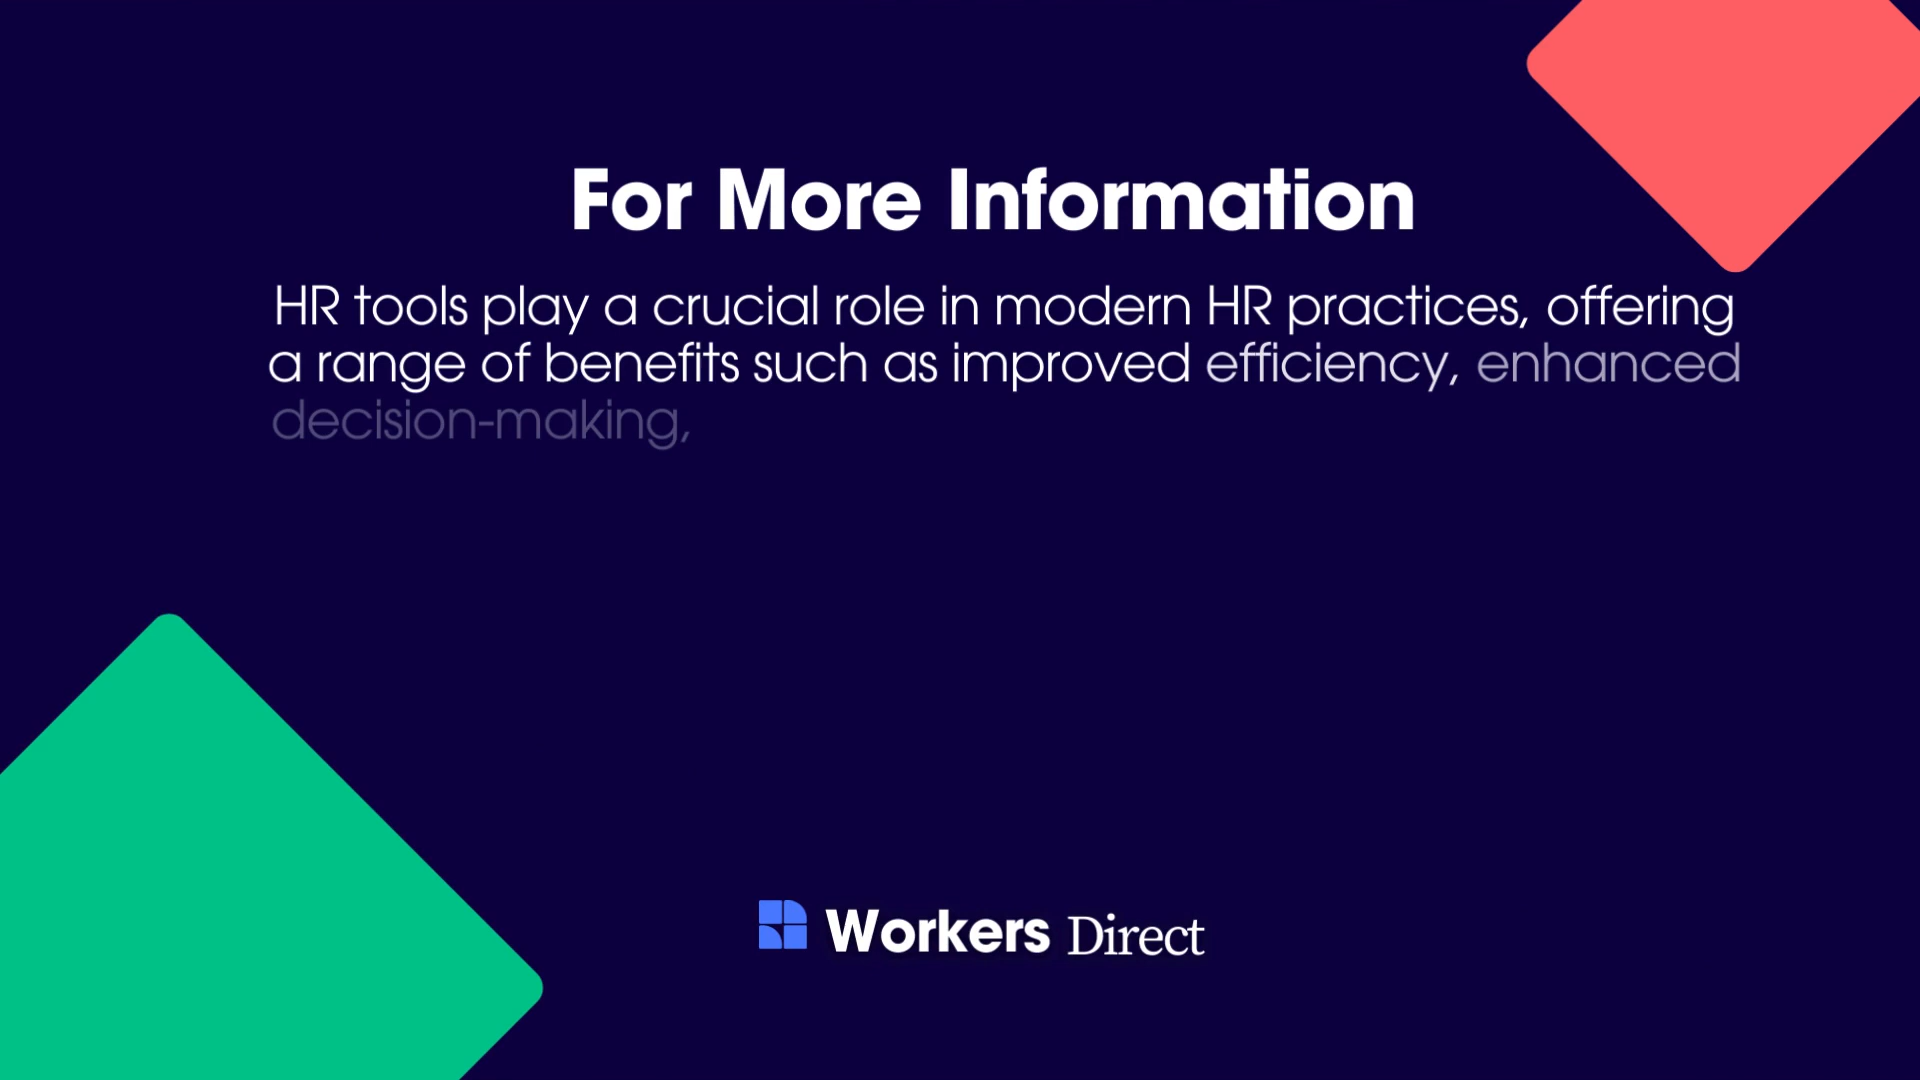 For More Information
HR tools play a crucial role in modern HR practices, offering
a range of benefits such as improved efficiency, enhanced
decision-making,
Workers Direct